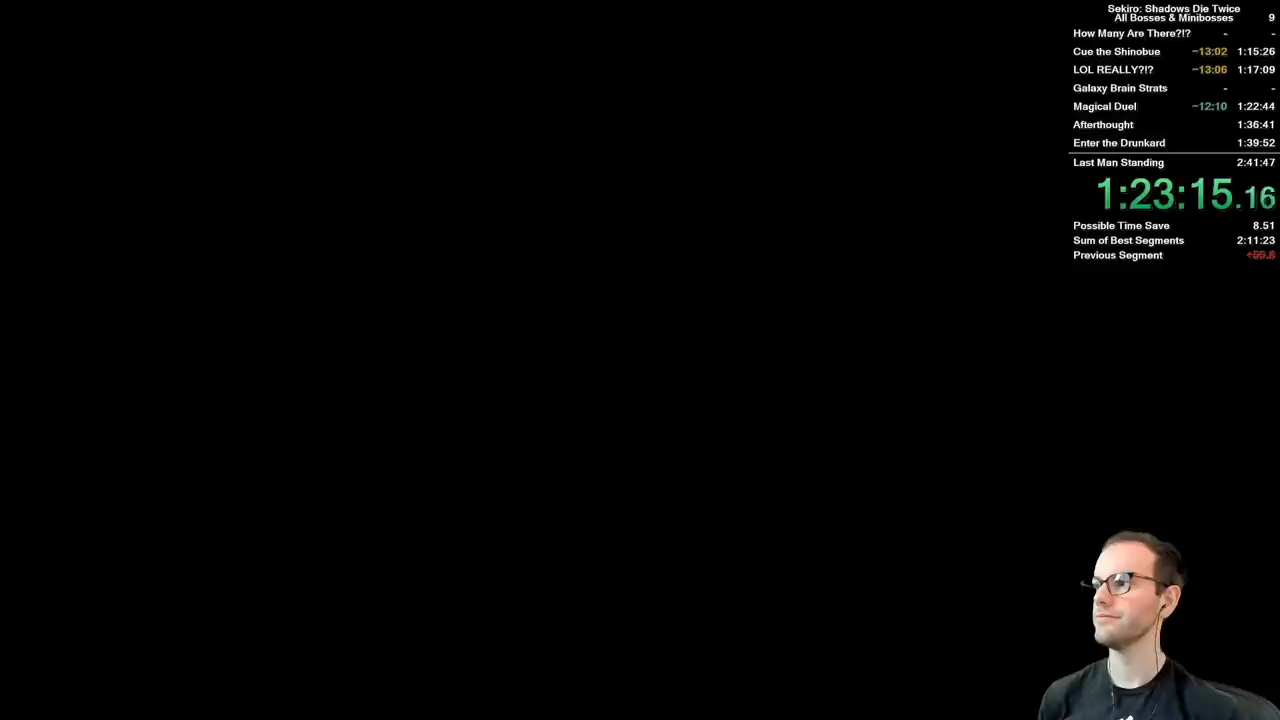 Sekiro: Shadows Die Twice
All Bosses & Minibosses 9
How Many Are There?!? - -
Cue the Shinobue −13:02 1:15:26
LOL REALLY?!? −13:06 1:17:09
Galaxy Brain Strats - -
Magical Duel −12:10 1:22:44
Afterthought 1:36:41
Enter the Drunkard 1:39:52
Last Man Standing 2:41:47
1:23:15.16
Possible Time Save 8.51
Sum of Best Segments 2:11:23
Previous Segment +55.6